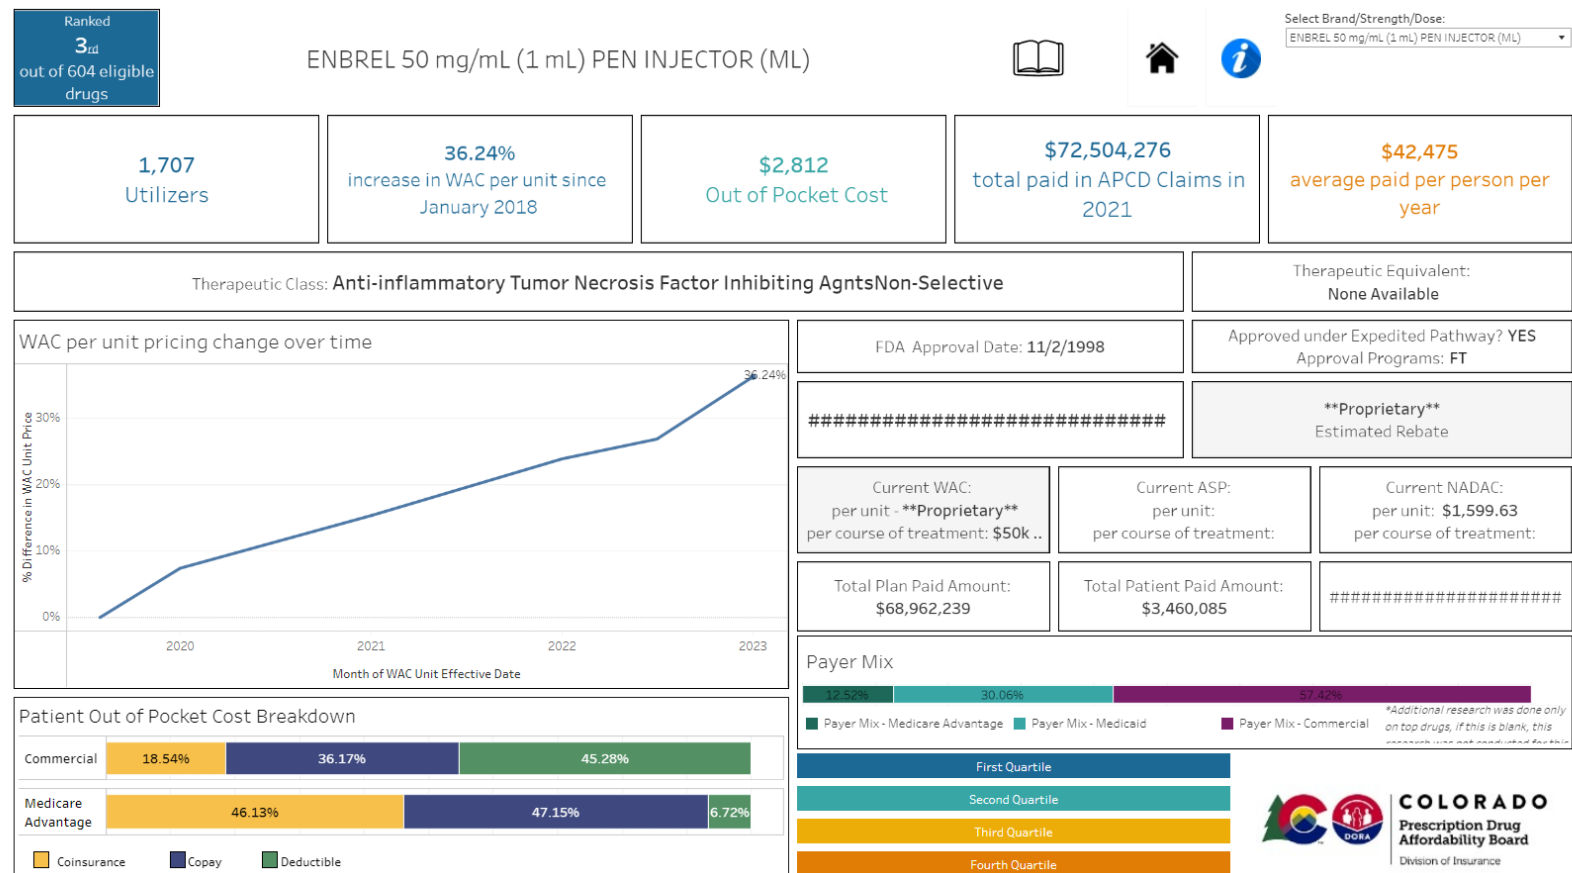 Ranked
3rd
out of 604 eligible
drugs
ENBREL 50 mg/mL (1 mL) PEN INJECTOR (ML)
Select Brand/Strength/Dose:
ENBREL 50 mg/mL (1 mL) PEN INJECTOR (ML)
1,707
Utilizers
36.24%
increase in WAC per unit since
January 2018
$2,812
Out of Pocket Cost
$72,504,276
total paid in APCD Claims in
2021
$42,475
average paid per person per
year
Therapeutic Class: Anti-inflammatory Tumor Necrosis Factor Inhibiting AgntsNon-Selective
Therapeutic Equivalent:
None Available
WAC per unit pricing change over time
% Difference in WAC Unit Price
30%
20%
10%
0%
36.24%
2020
2021
2022
2023
Month of WAC Unit Effective Date
FDA Approval Date: 11/2/1998
Approved under Expedited Pathway? YES
Approval Programs: FT
#############################
**Proprietary**
Estimated Rebate
Current WAC:
per unit - **Proprietary**
per course of treatment: $50k ..
Current ASP:
per unit:
per course of treatment:
Current NADAC:
per unit: $1,599.63
per course of treatment:
Total Plan Paid Amount:
$68,962,239
Total Patient Paid Amount:
$3,460,085
######################
Payer Mix
12.52%
30.06%
57.42%
Payer Mix - Medicare Advantage
Payer Mix - Medicaid
Payer Mix - Commercial
*Additional research was done only
on top drugs, if this is blank, this
research was not conducted for this
Patient Out of Pocket Cost Breakdown
Commercial
18.54%
36.17%
45.28%
Medicare
Advantage
46.13%
47.15%
6.72%
Coinsurance
Copay
Deductible
First Quartile
Second Quartile
Third Quartile
Fourth Quartile
DORA
COLORADO
Prescription Drug
Affordability Board
Division of Insurance